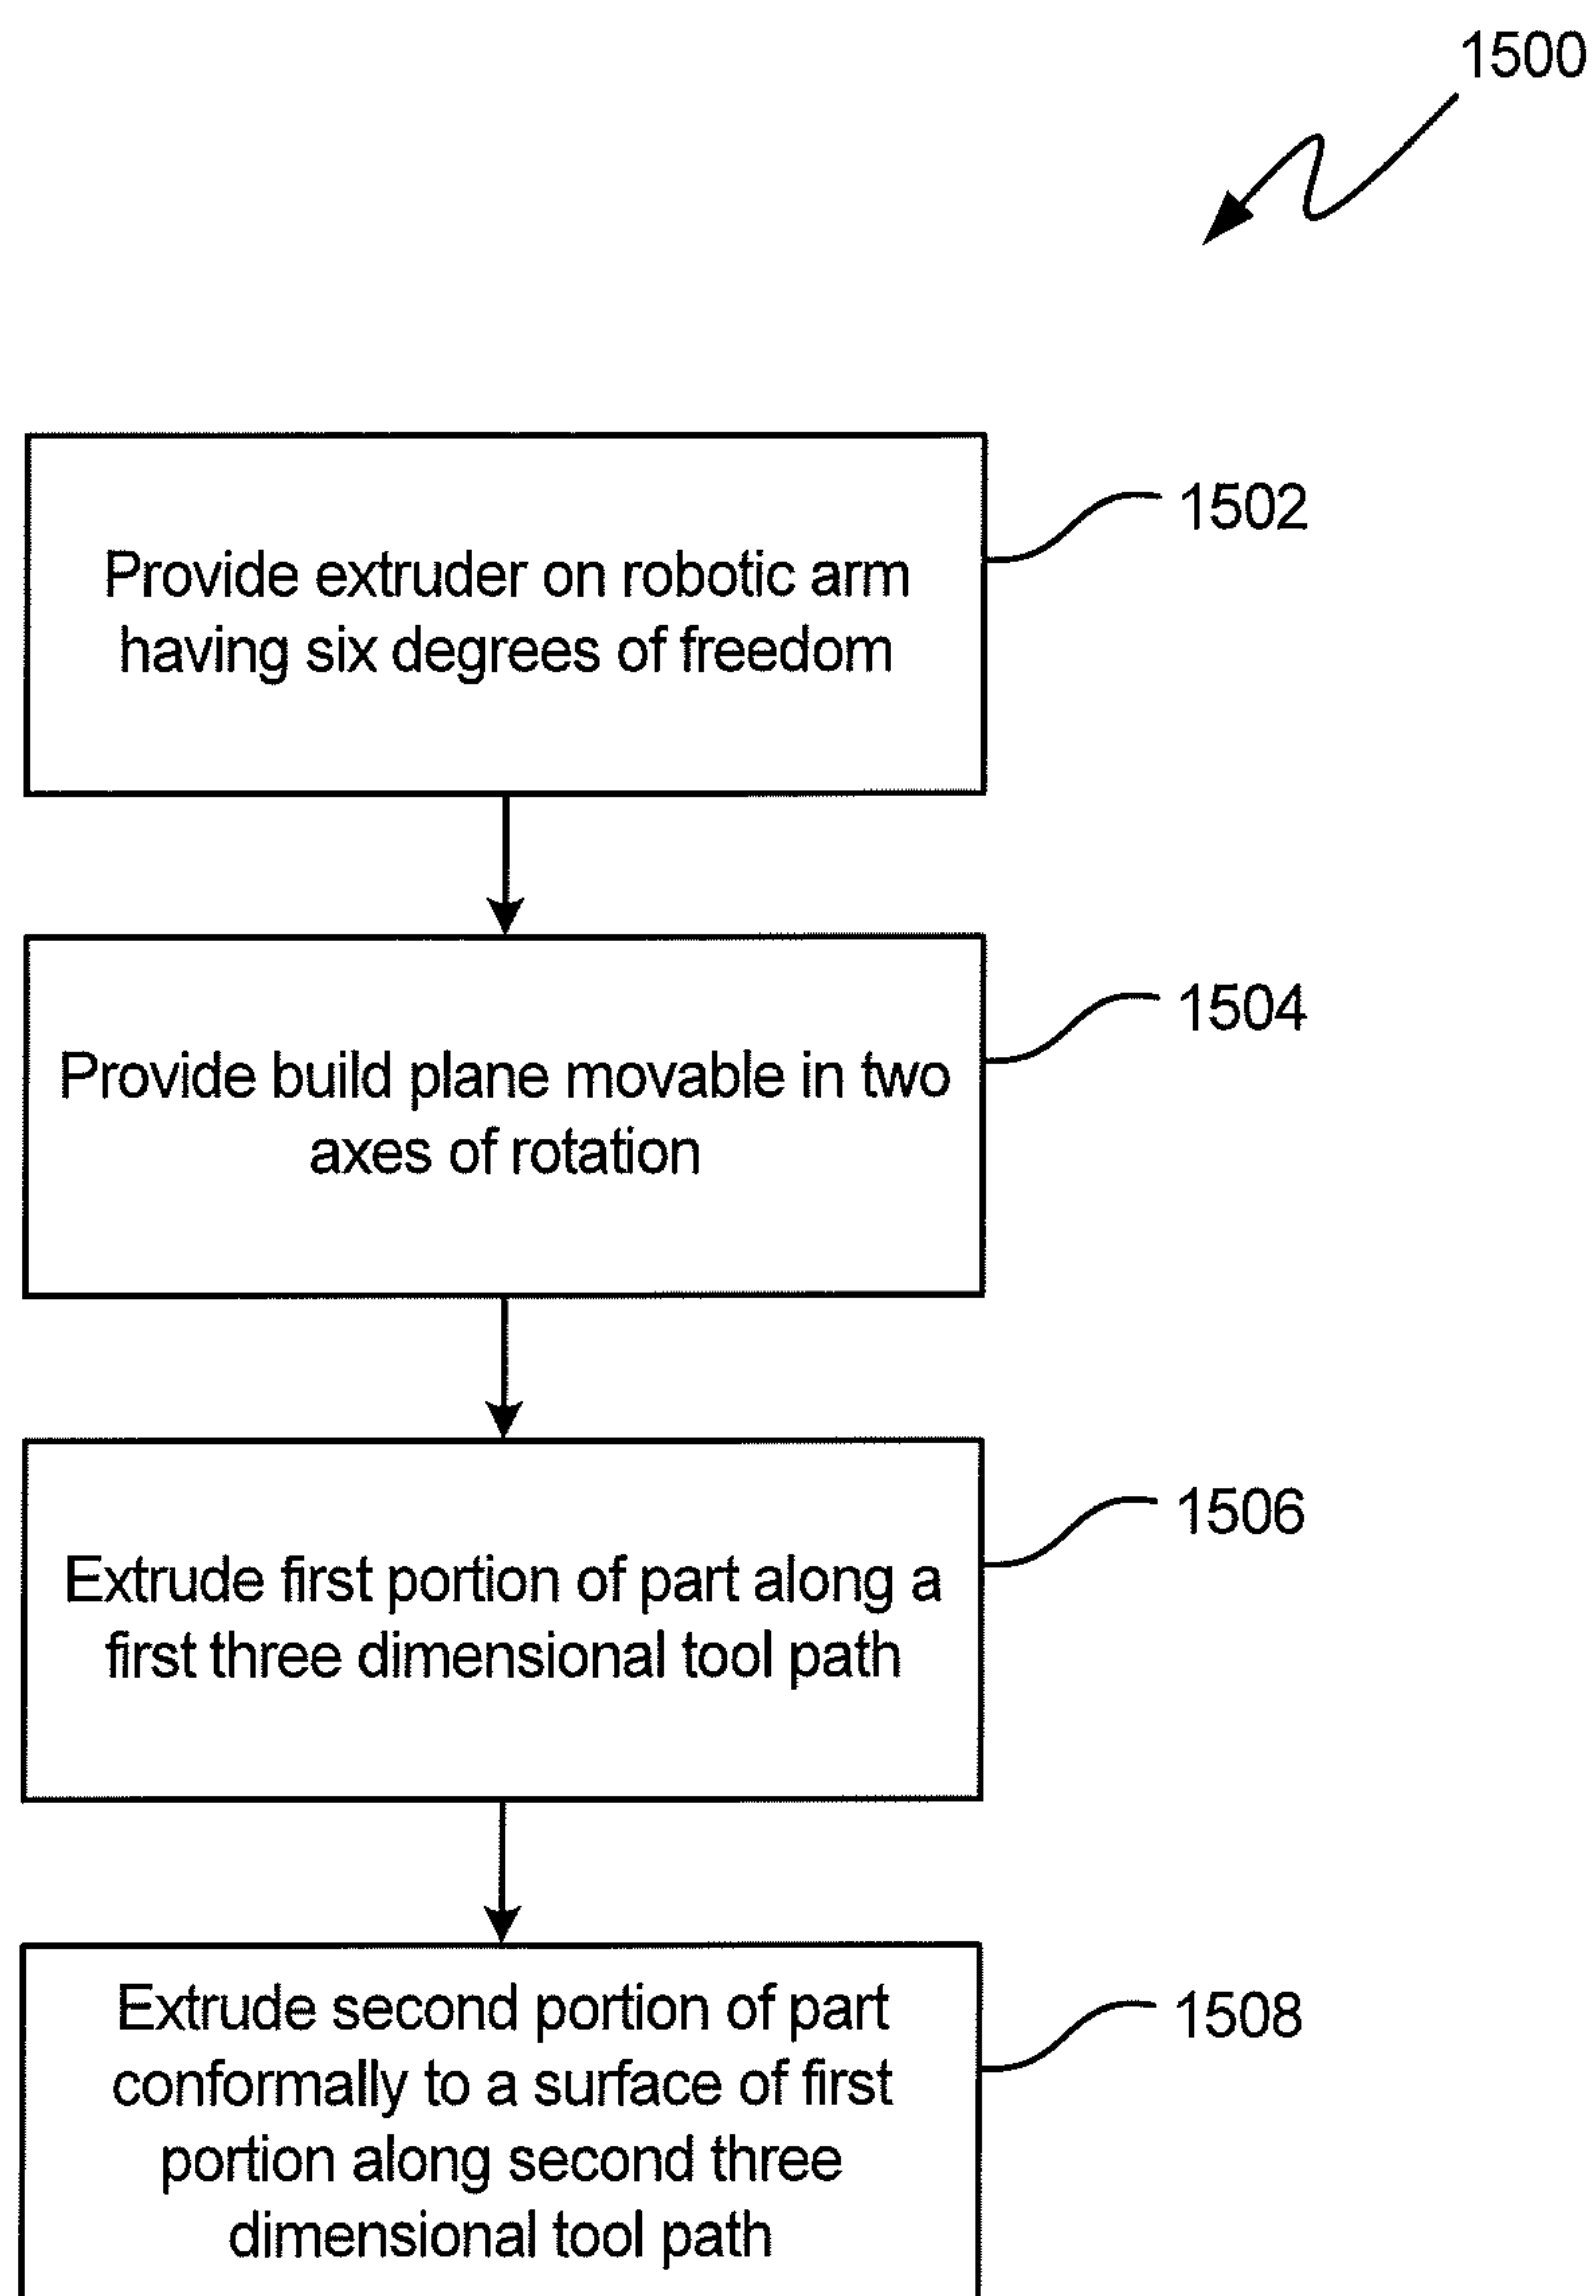 1500
Provide extruder on robotic arm
having six degrees of freedom
1502
Provide build plane movable in two
axes of rotation
1504
Extrude first portion of part along a
first three dimensional tool path
1506
Extrude second portion of part
conformally to a surface of first
portion along second three
dimensional tool path
1508